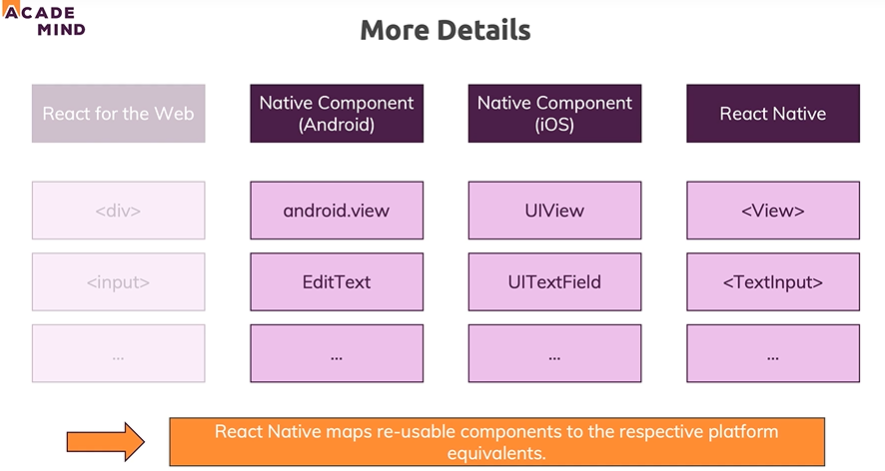 ACADE
MIND
More Details
React for the Web
Native Component
(Android)
Native Component
(iOS)
React Native
<div>
android.view
UIView
<View>
<input>
EditText
UITextField
<TextInput>
...
...
...
...
React Native maps re-usable components to the respective platform
equivalents.